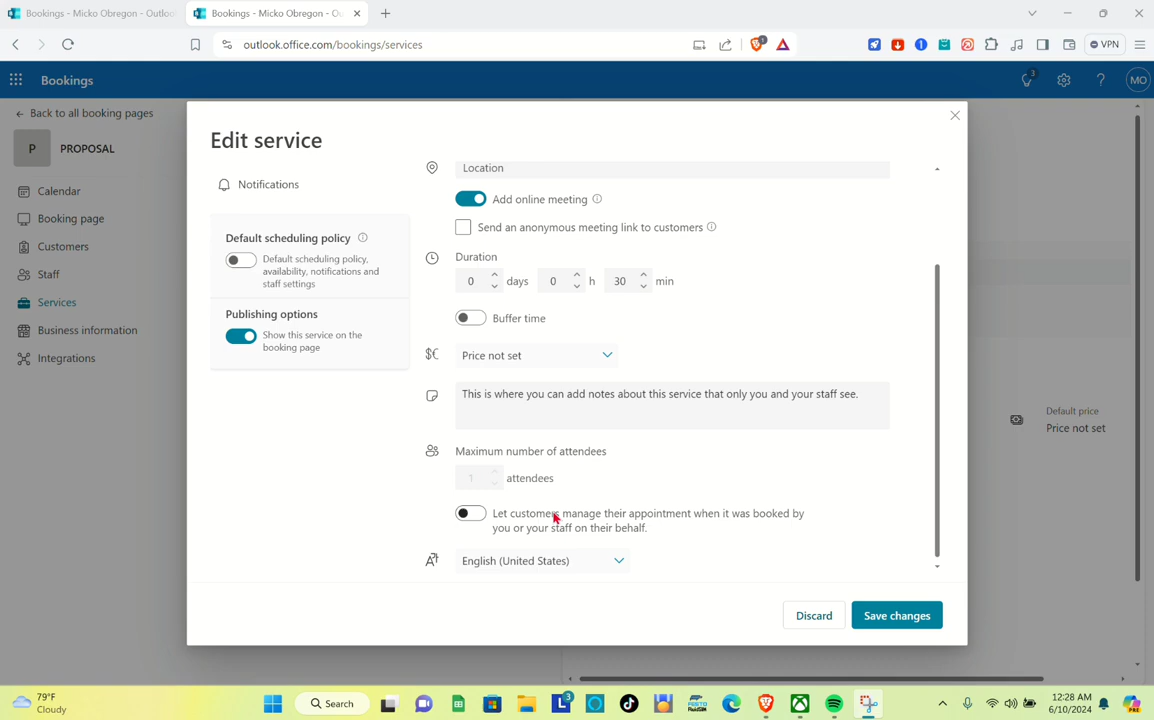 Bookings - Micko Obregon - Outloo
Bookings - Micko Obregon - Ou
outlook.office.com/bookings/services
1
VPN
Bookings
3
MO
Back to all booking pages
P
PROPOSAL
Calendar
Booking page
Customers
Staff
Services
Business information
Integrations
Edit service
Notifications
Default scheduling policy
Default scheduling policy,
availability, notifications and
staff settings
Publishing options
Show this service on the
booking page
Location
Add online meeting
Send an anonymous meeting link to customers
Duration
0 days 0 h 30 min
Buffer time
$€
Price not set
This is where you can add notes about this service that only you and your staff see.
Maximum number of attendees
1 attendees
Let customers manage their appointment when it was booked by
you or your staff on their behalf.
English (United States)
Discard
Save changes
Default price
Price not set
79°F
Cloudy
Search
3
12:28 AM
6/10/2024
PRE